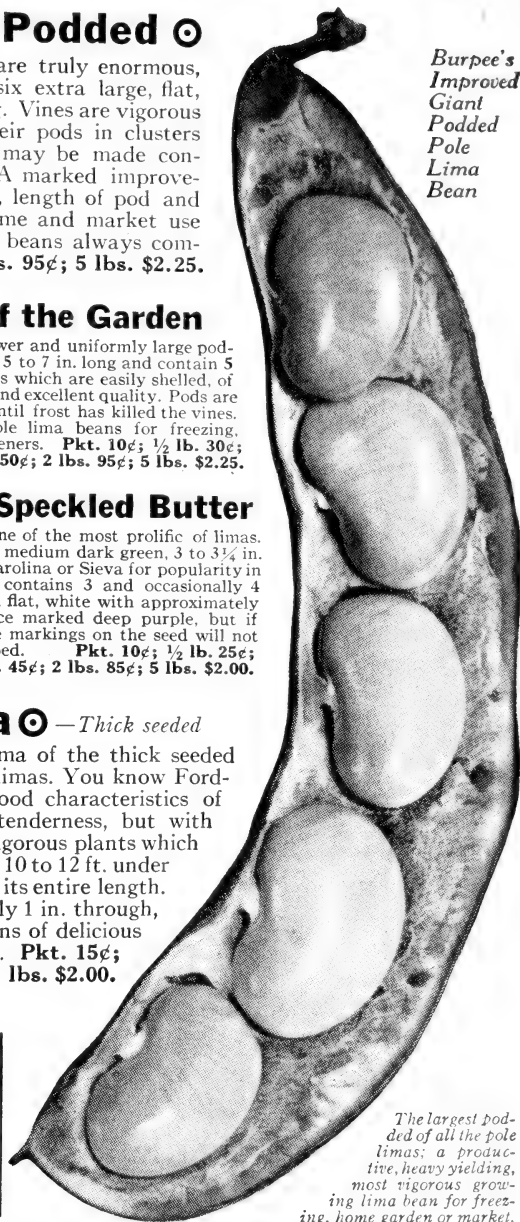 Podded
are truly enormous,
six extra large, flat,
Vines are vigorous
eir pods in clusters
may be made con-
A marked improve-
, length of pod and
me and market use
beans always com-
s. 95¢; 5 lbs. $2.25.
Burpee's
Improved
Giant
Podded
Pole
Lima
Bean
f the Garden
wer and uniformly large pod-
5 to 7 in. long and contain 5
s which are easily shelled, of
nd excellent quality. Pods are
ntil frost has killed the vines.
ole lima beans for freezing,
eners. Pkt. 10¢; ½ lb. 30¢;
50¢; 2 lbs. 95¢; 5 lbs. $2.25.
Speckled Butter
ne of the most prolific of limas.
medium dark green, 3 to 3¼ in.
arolina or Sieva for popularity in
contains 3 and occasionally 4
flat, white with approximately
ce marked deep purple, but if
e markings on the seed will not
ed. Pkt. 10¢; ½ lb. 25¢;
45¢; 2 lbs. 85¢; 5 lbs. $2.00.
a —Thick seeded
ma of the thick seeded
limas. You know Ford-
ood characteristics of
tenderness, but with
gorous plants which
10 to 12 ft. under
its entire length.
ly 1 in. through,
ns of delicious
. Pkt. 15¢;
lbs. $2.00.
The largest pod-
ded of all the pole
limas; a produc-
tive, heavy yielding,
most vigorous grow-
ing lima bean for freez-
ing, home garden or market.